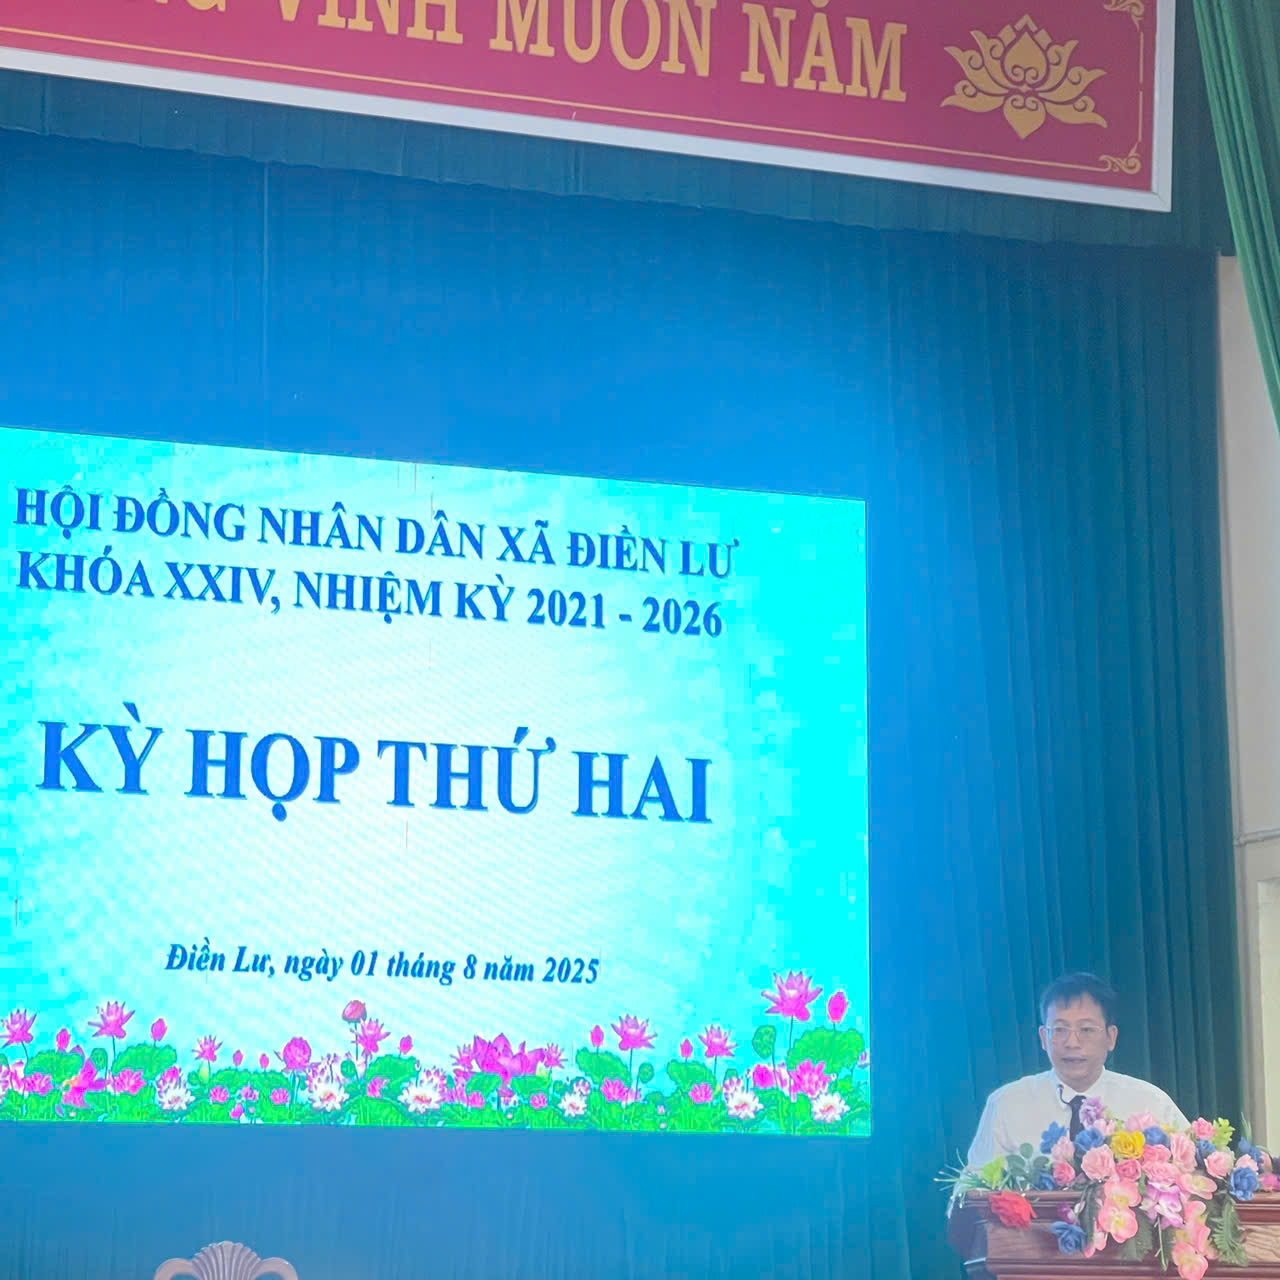 VINH MUÔN NĂM
HỘI ĐỒNG NHÂN DÂN XÃ ĐIỀN LƯ
KHÓA XXIV, NHIỆM KỲ 2021 - 2026
KỲ HỌP THỨ HAI
Điền Lư, ngày 01 tháng 8 năm 2025